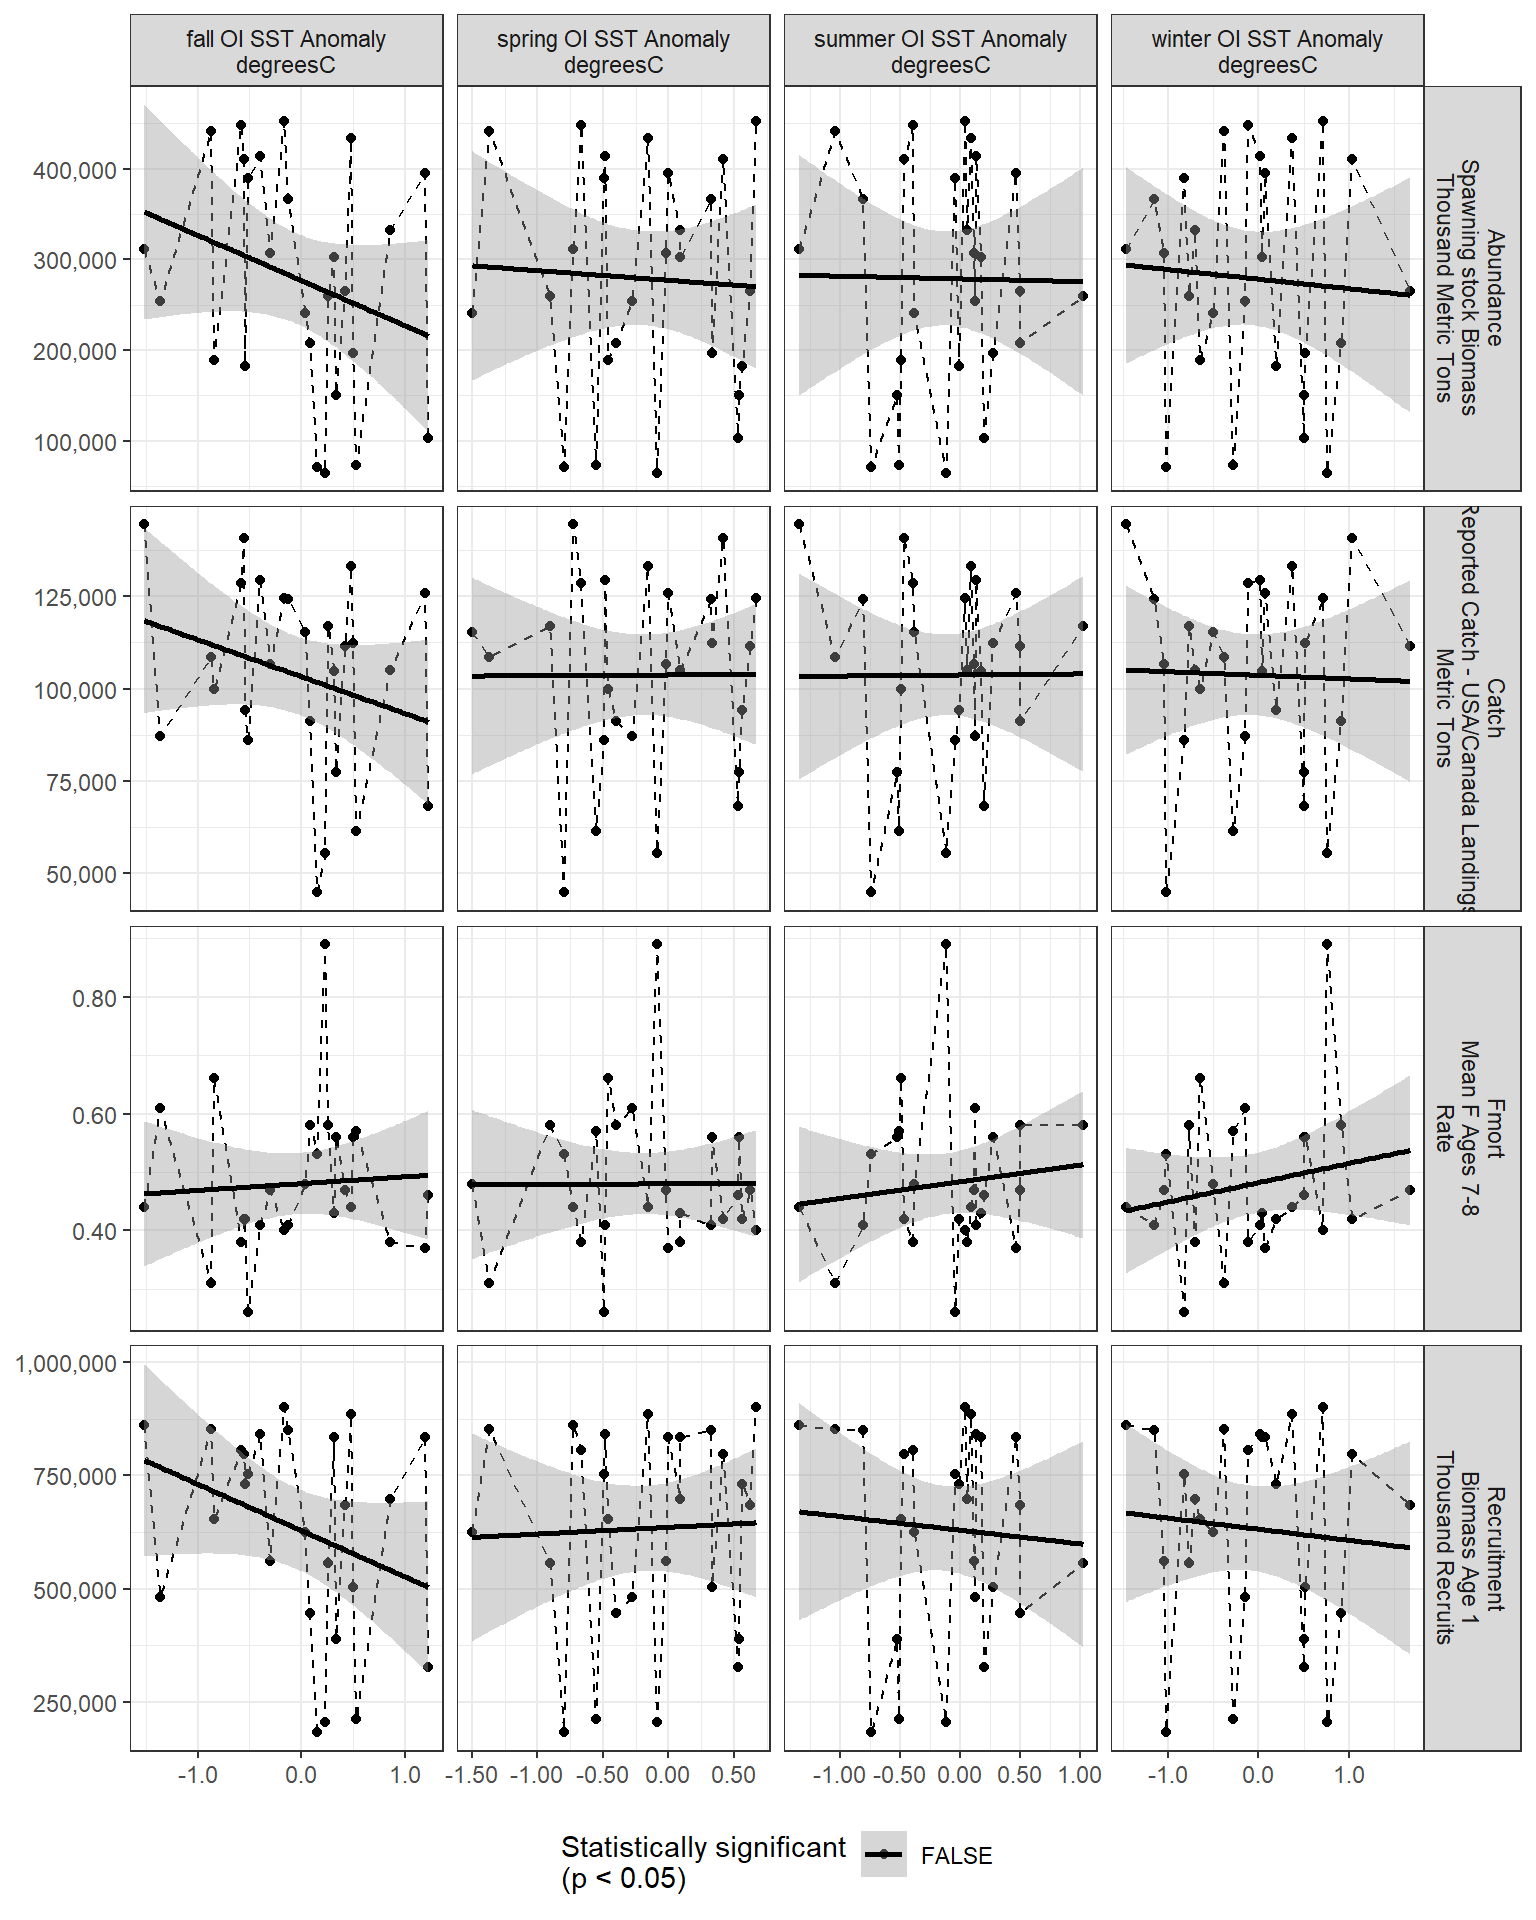 fall OI SST Anomaly
degreesC
spring OI SST Anomaly
degreesC
summer OI SST Anomaly
degreesC
winter OI SST Anomaly
degreesC
400,000
300,000
200,000
100,000
Abundance
Spawning stock Biomass
Thousand Metric Tons
125,000
100,000
75,000
50,000
Catch
Reported Catch - USA/Canada Landings
Metric Tons
0.80
0.60
0.40
Fmort
Mean F Ages 7-8
Rate
1,000,000
750,000
500,000
250,000
Recruitment
Biomass Age 1
Thousand Recruits
-1.0 0.0 1.0
-1.50 -1.00 -0.50 0.00 0.50
-1.00 -0.50 0.00 0.50 1.00
-1.0 0.0 1.0
Statistically significant
(p < 0.05)
FALSE